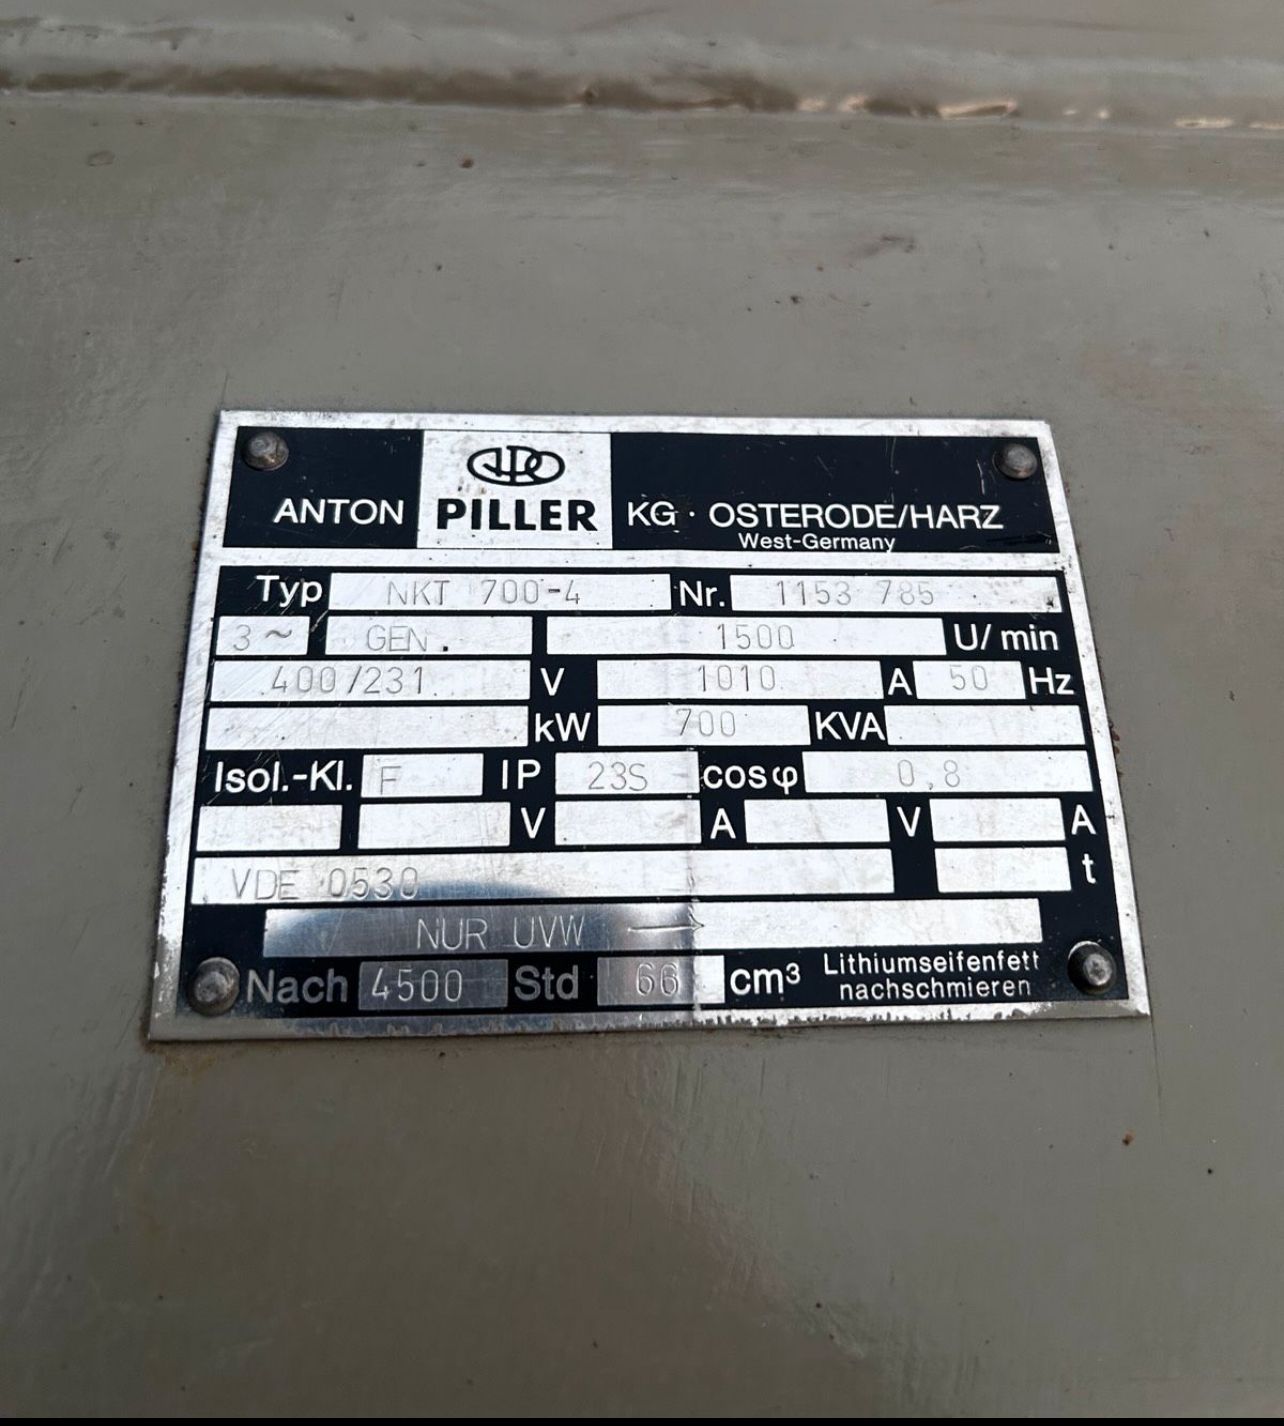 ANTON PILLER KG · OSTERODE/HARZ
West-Germany
Typ NKT 700-4 Nr. 1153 785
3~ GEN. 1500 U/min
400/231 V 1010 A 50 Hz
kW 700 KVA
Isol.-Kl. F IP 23S cosφ 0,8
V A V A
VDE 0530 t
NUR UVW →
Nach 4500 Std 66 cm³ Lithiumseifenfett
nachschmieren